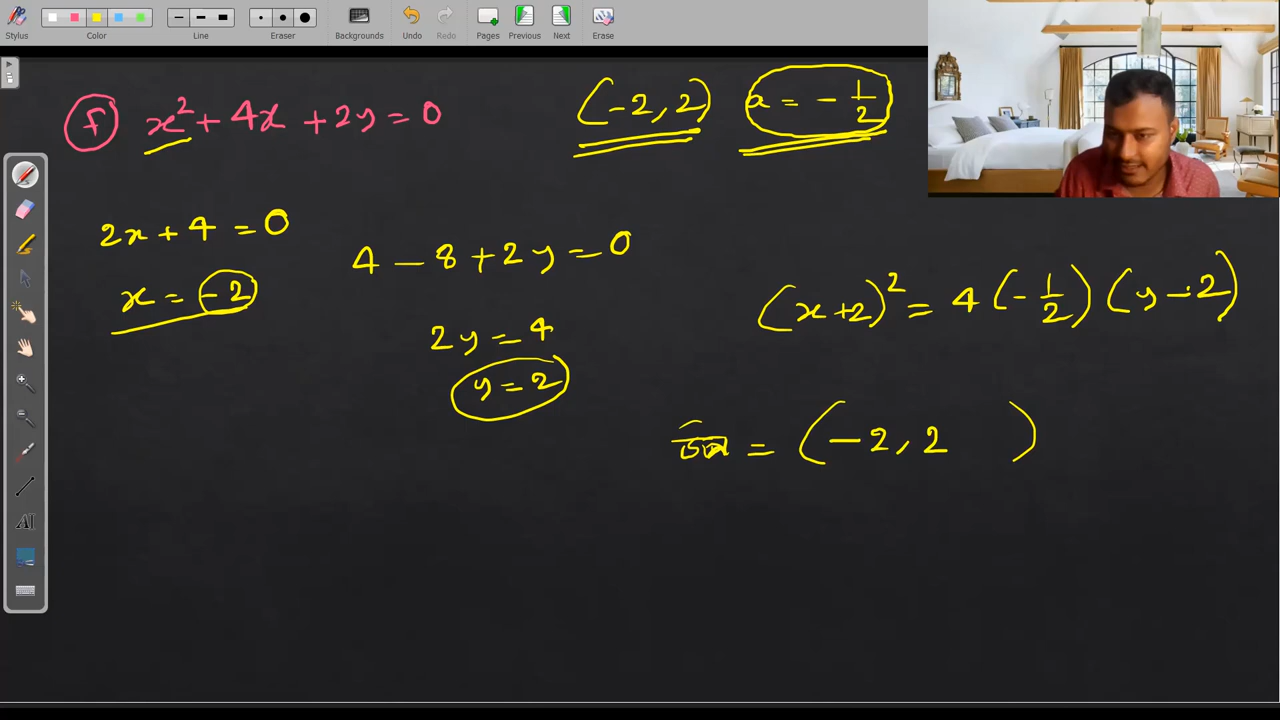 Stylus Color Line Eraser Backgrounds Undo Redo Pages Previous Next Erase
(f) x² + 4x + 2y = 0
(-2, 2) a = - 1/2
2x + 4 = 0
x = -2
4 - 8 + 2y = 0
2y = 4
y = 2
(x+2)² = 4(-1/2)(y-2)
= (-2, 2 )
AI